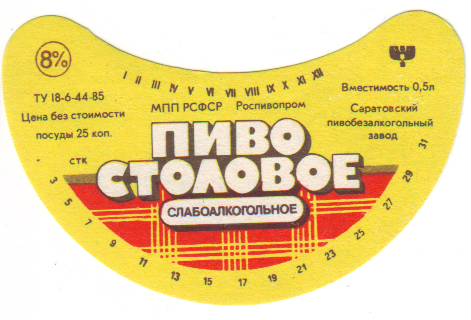 8%
I II III IV V VI VII VIII IX X XI XII
ТУ 18-6-44-85
Цена без стоимости
посуды 25 коп.
стк
МПП РСФСР Роспивопром
Вместимость 0,5л
Саратовский
пивобезалкогольный
завод
ПИВО
СТОЛОВОЕ
СЛАБОАЛКОГОЛЬНОЕ
3 5 7 9 11 13 15 17 19 21 23 25 27 29 31